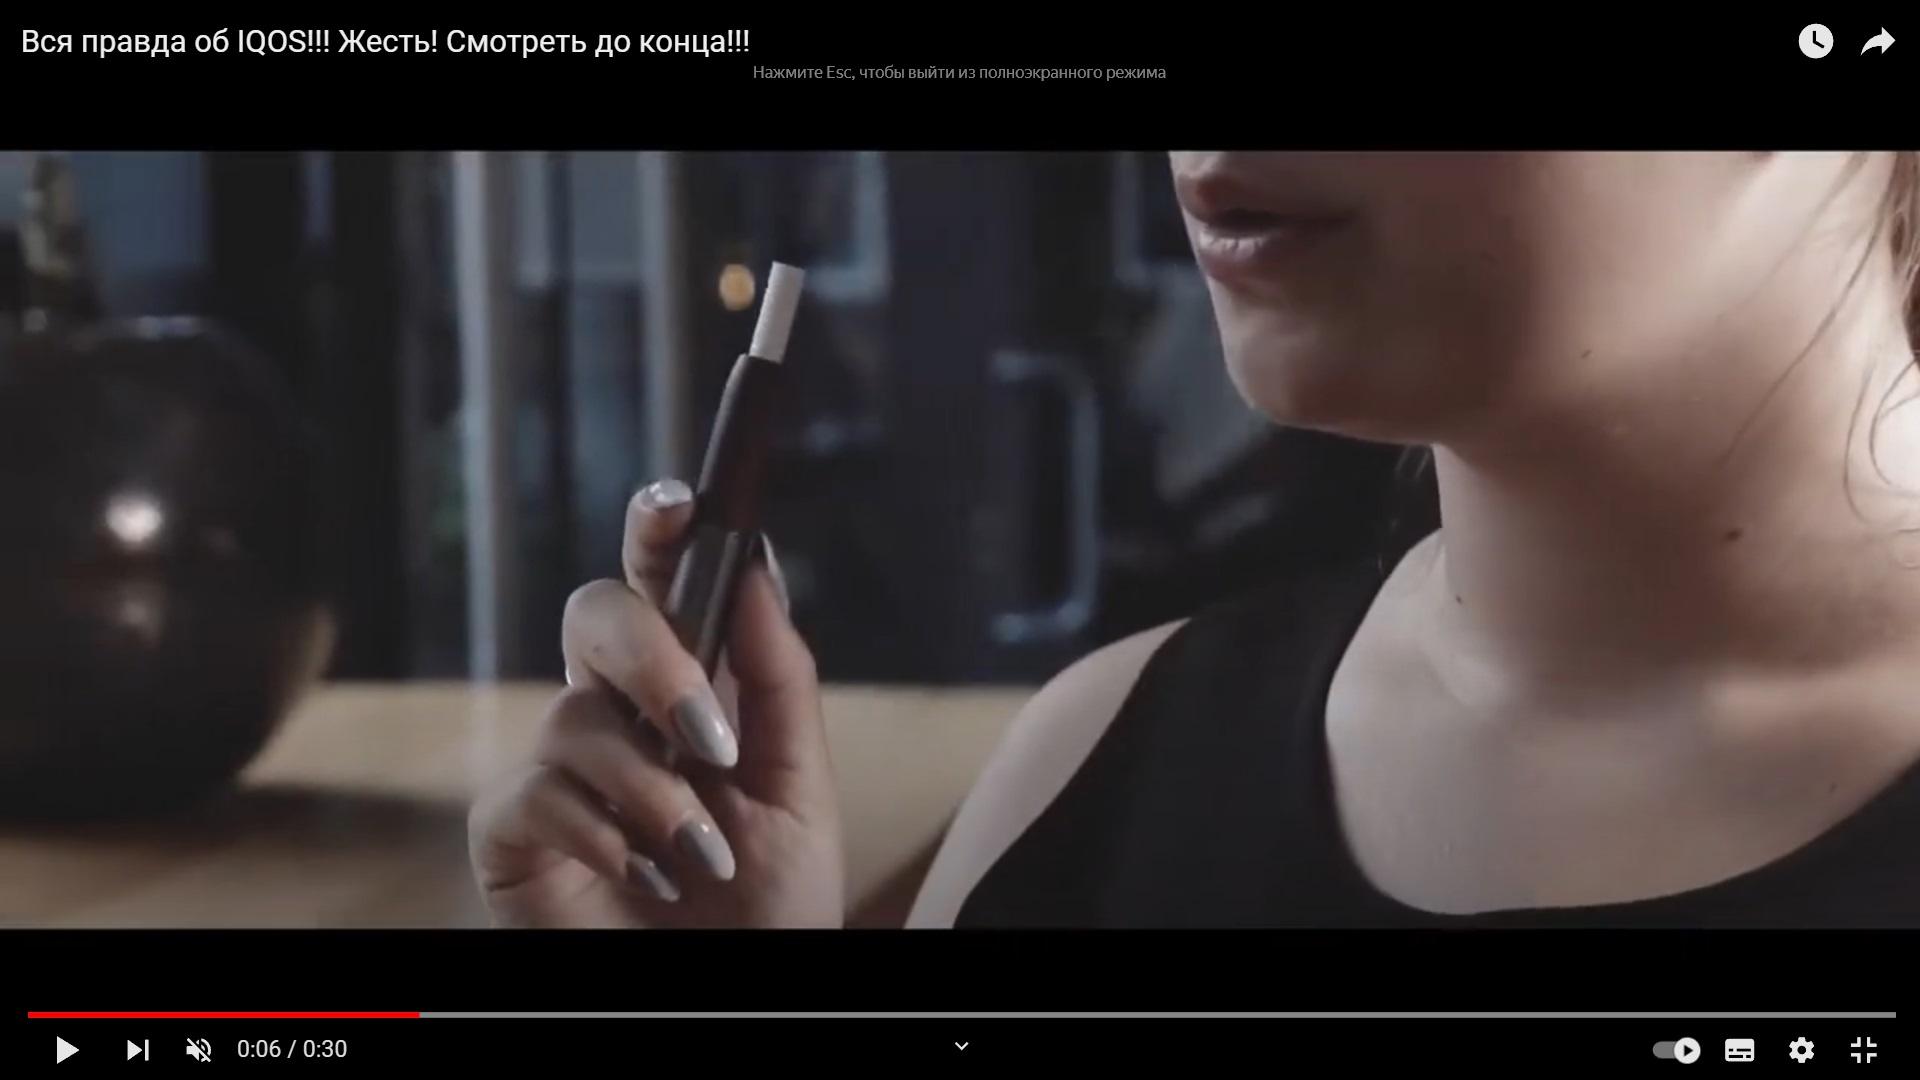 Вся правда об IQOS!!! Жесть! Смотреть до конца!!!
Нажмите Esc, чтобы выйти из полноэкранного режима
0:06 / 0:30